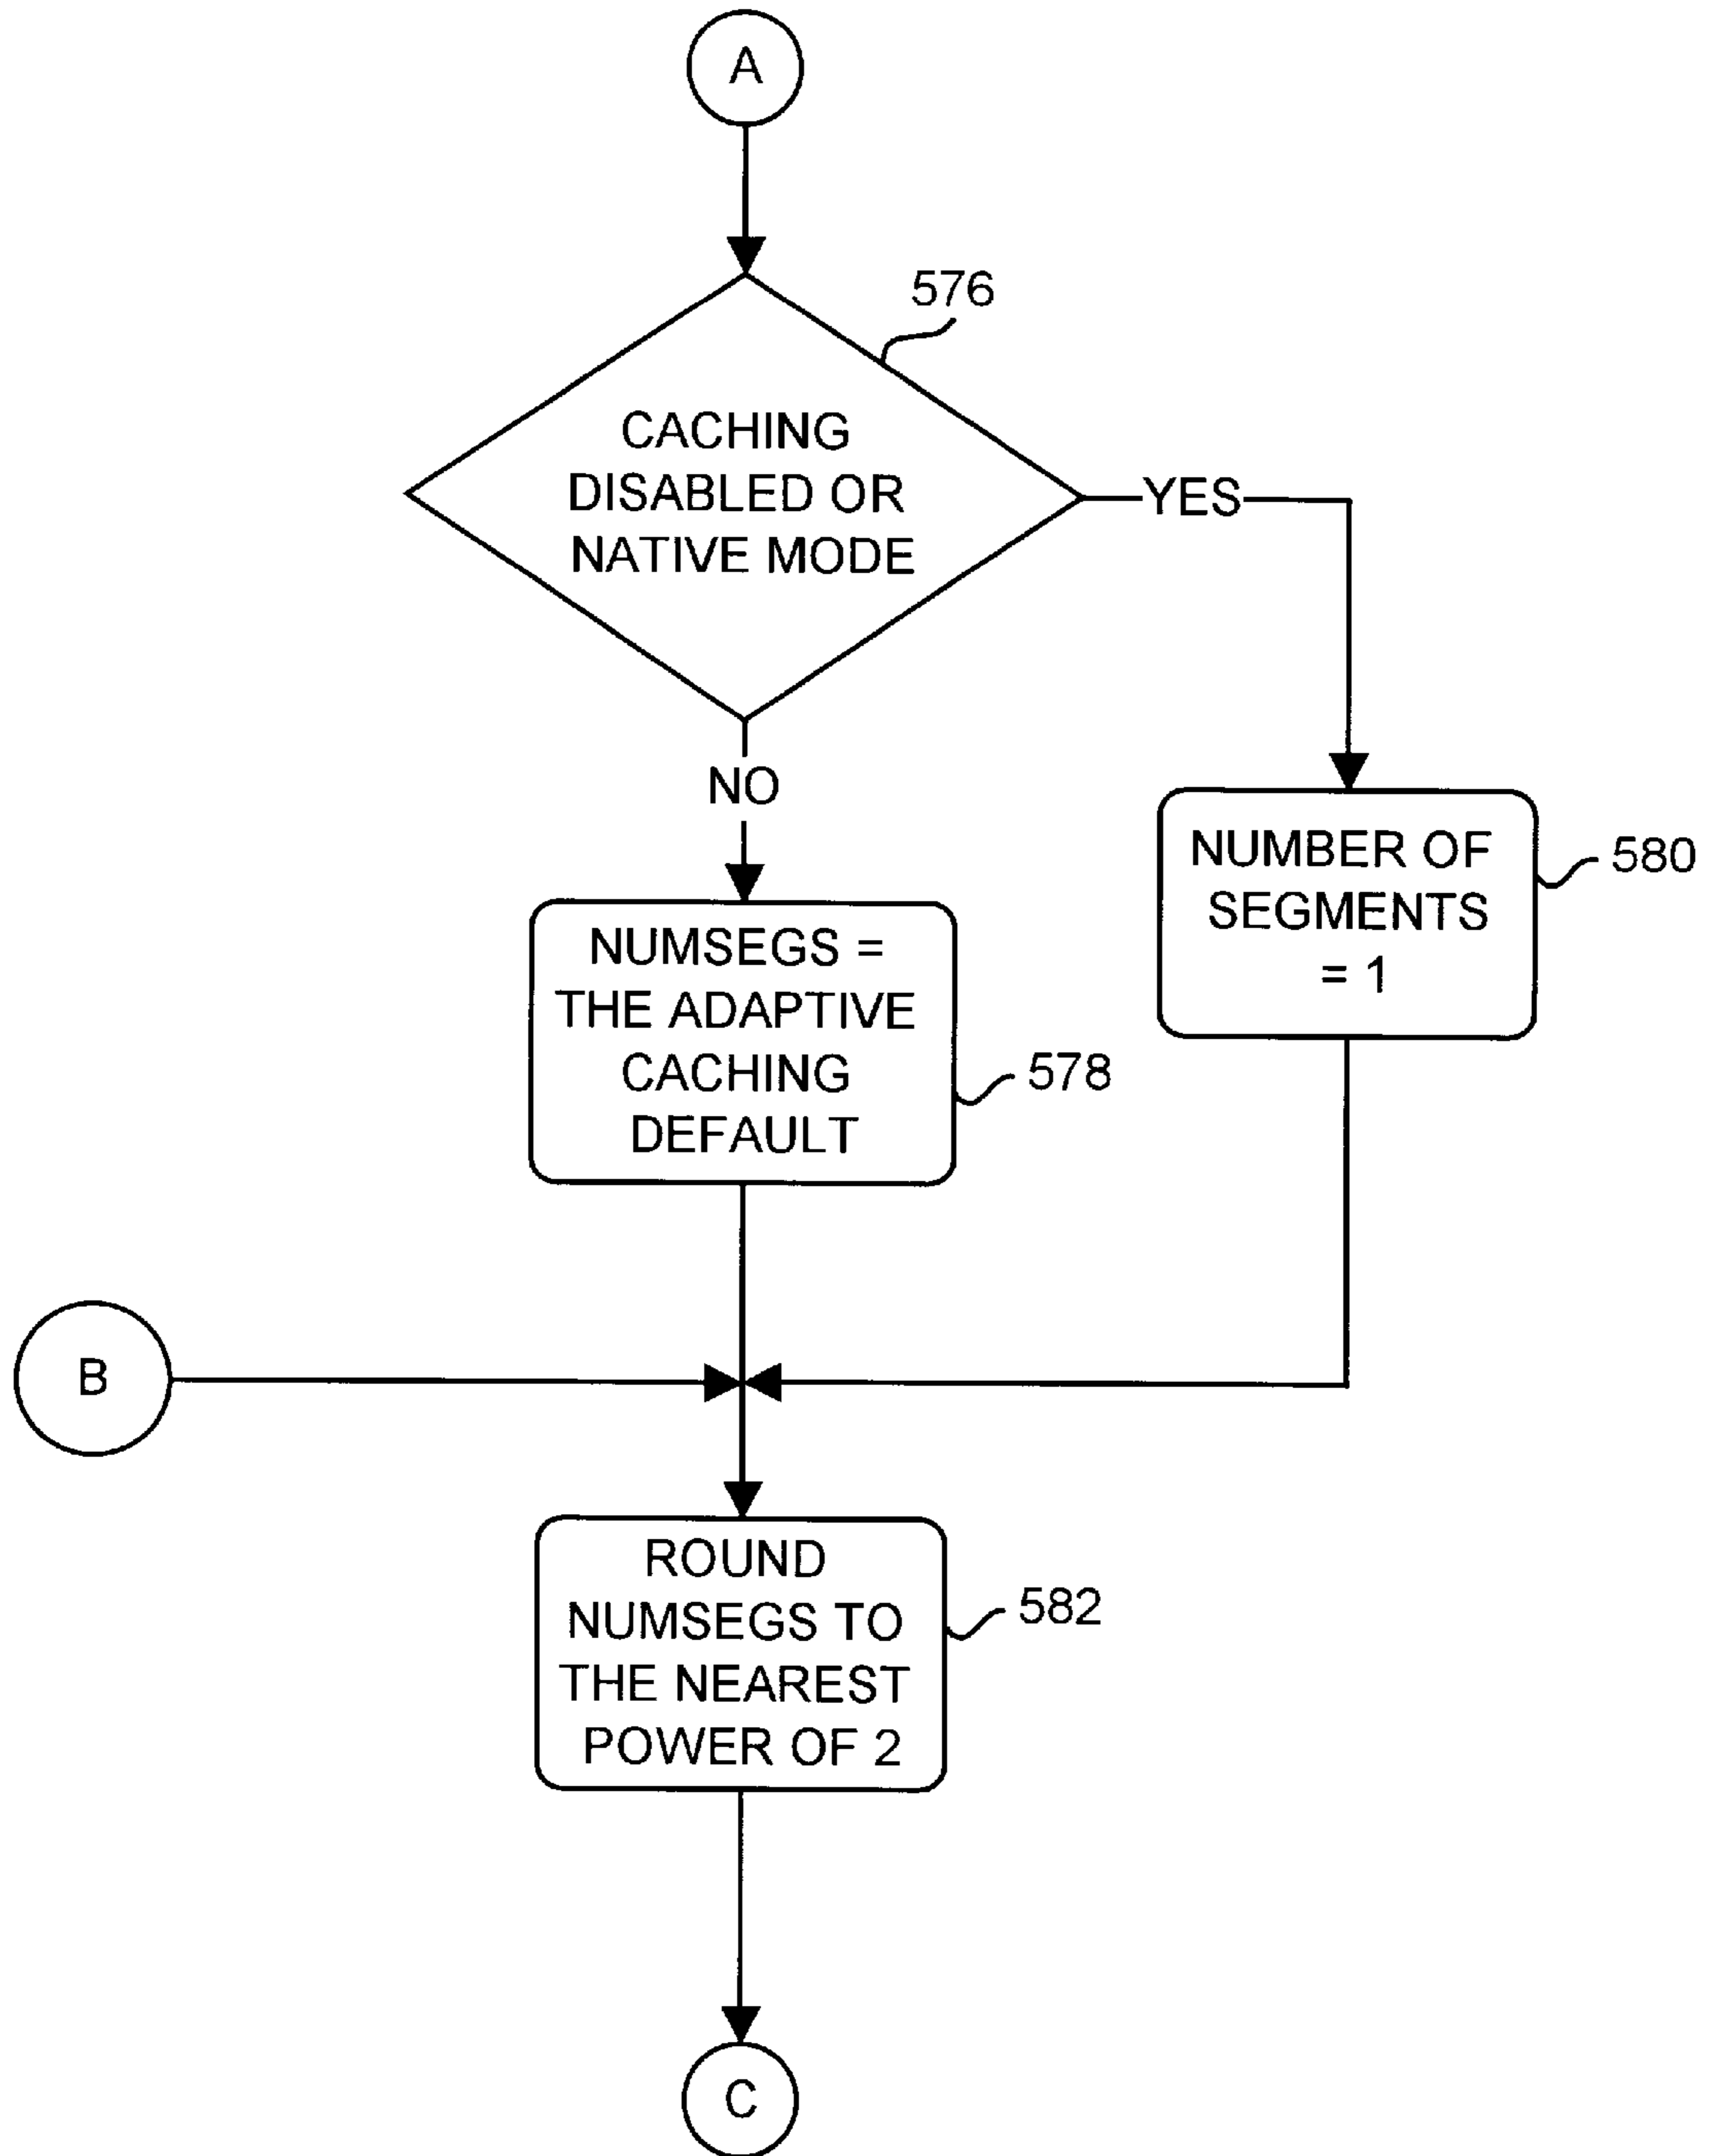 A
576
CACHING
DISABLED OR
NATIVE MODE
YES
NO
NUMBER OF
SEGMENTS
= 1
580
NUMSEGS =
THE ADAPTIVE
CACHING
DEFAULT
578
B
ROUND
NUMSEGS TO
THE NEAREST
POWER OF 2
582
C